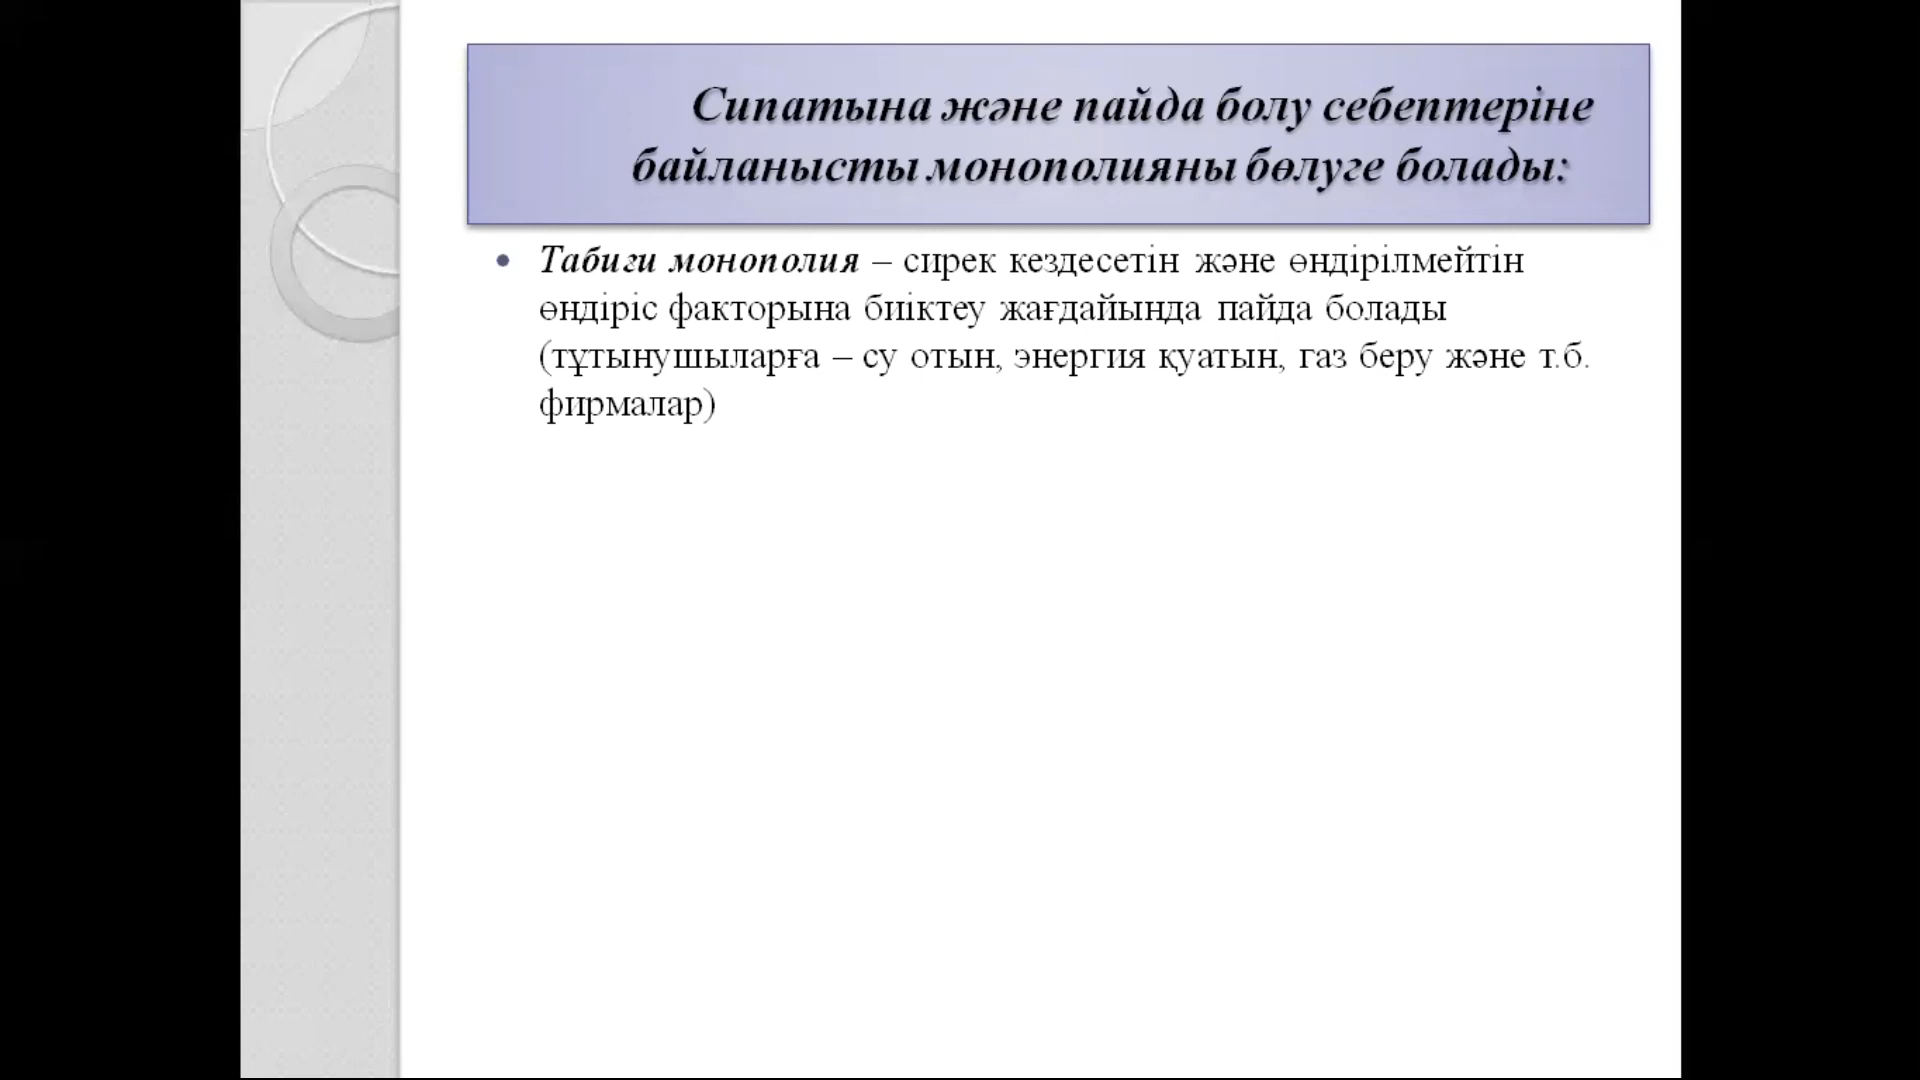 Сипатына және пайда болу себептеріне
байланысты монополияны бөлуге болады:
• Табиғи монополия – сирек кездесетін және өндірілмейтін
өндіріс факторына биіктеу жағдайында пайда болады
(тұтынушыларға – су отын, энергия қуатын, газ беру және т.б.
фирмалар)